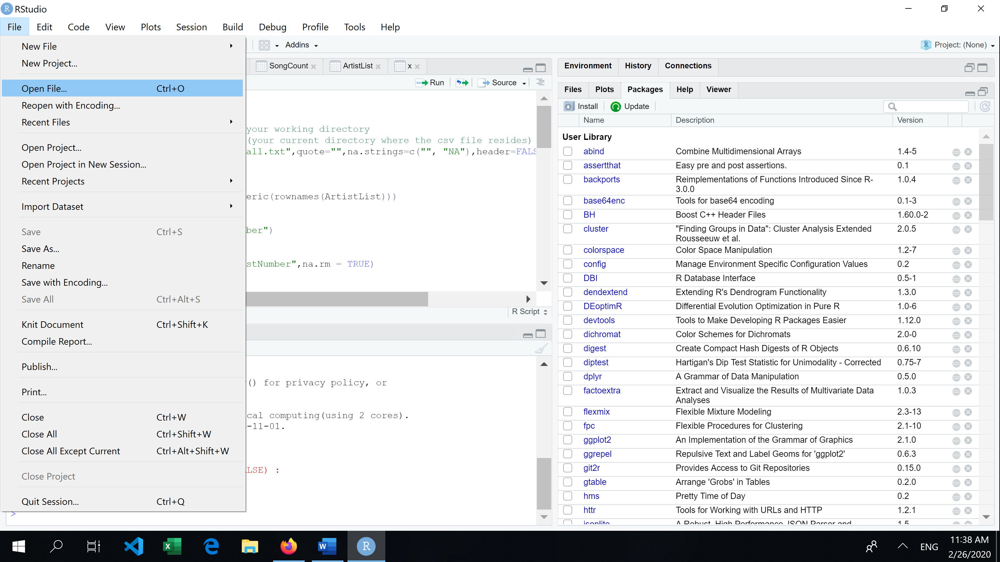 RStudio
File Edit Code View Plots Session Build Debug Profile Tools Help
New File
New Project...
Open File... Ctrl+O
Reopen with Encoding...
Recent Files
Open Project...
Open Project in New Session...
Recent Projects
Import Dataset
Save Ctrl+S
Save As...
Rename
Save with Encoding...
Save All Ctrl+Alt+S
Knit Document Ctrl+Shift+K
Compile Report...
Publish...
Print...
Close Ctrl+W
Close All Ctrl+Shift+W
Close All Except Current Ctrl+Alt+Shift+W
Close Project
Quit Session... Ctrl+Q
Addins
Project: (None)
SongCount ArtistList x
Run Source
your working directory
(your current directory where the csv file resides)
all.txt",quote="",na.strings=c("", "NA"),header=FALS
eric(rownames(ArtistList)))
ber")
stNumber",na.rm = TRUE)
R Script
() for privacy policy, or
cal computing(using 2 cores).
-11-01.
LSE) :
>
Environment History Connections
Files Plots Packages Help Viewer
Install Update
Name Description Version
User Library
abind Combine Multidimensional Arrays 1.4-5
assertthat Easy pre and post assertions. 0.1
backports Reimplementations of Functions Introduced Since R- 1.0.4
3.0.0
base64enc Tools for base64 encoding 0.1-3
BH Boost C++ Header Files 1.60.0-2
cluster "Finding Groups in Data": Cluster Analysis Extended 2.0.5
Rousseeuw et al.
colorspace Color Space Manipulation 1.2-7
config Manage Environment Specific Configuration Values 0.2
DBI R Database Interface 0.5-1
dendextend Extending R's Dendrogram Functionality 1.3.0
DEoptimR Differential Evolution Optimization in Pure R 1.0-6
devtools Tools to Make Developing R Packages Easier 1.12.0
dichromat Color Schemes for Dichromats 2.0-0
digest Create Compact Hash Digests of R Objects 0.6.10
diptest Hartigan's Dip Test Statistic for Unimodality - Corrected 0.75-7
dplyr A Grammar of Data Manipulation 0.5.0
factoextra Extract and Visualize the Results of Multivariate Data 1.0.3
Analyses
flexmix Flexible Mixture Modeling 2.3-13
fpc Flexible Procedures for Clustering 2.1-10
ggplot2 An Implementation of the Grammar of Graphics 2.1.0
ggrepel Repulsive Text and Label Geoms for 'ggplot2' 0.6.3
git2r Provides Access to Git Repositories 0.15.0
gtable Arrange 'Grobs' in Tables 0.2.0
hms Pretty Time of Day 0.2
httr Tools for Working with URLs and HTTP 1.2.1
jsonlite A Robust, High Performance JSON Parser and 1.5
ENG
11:38 AM
2/26/2020